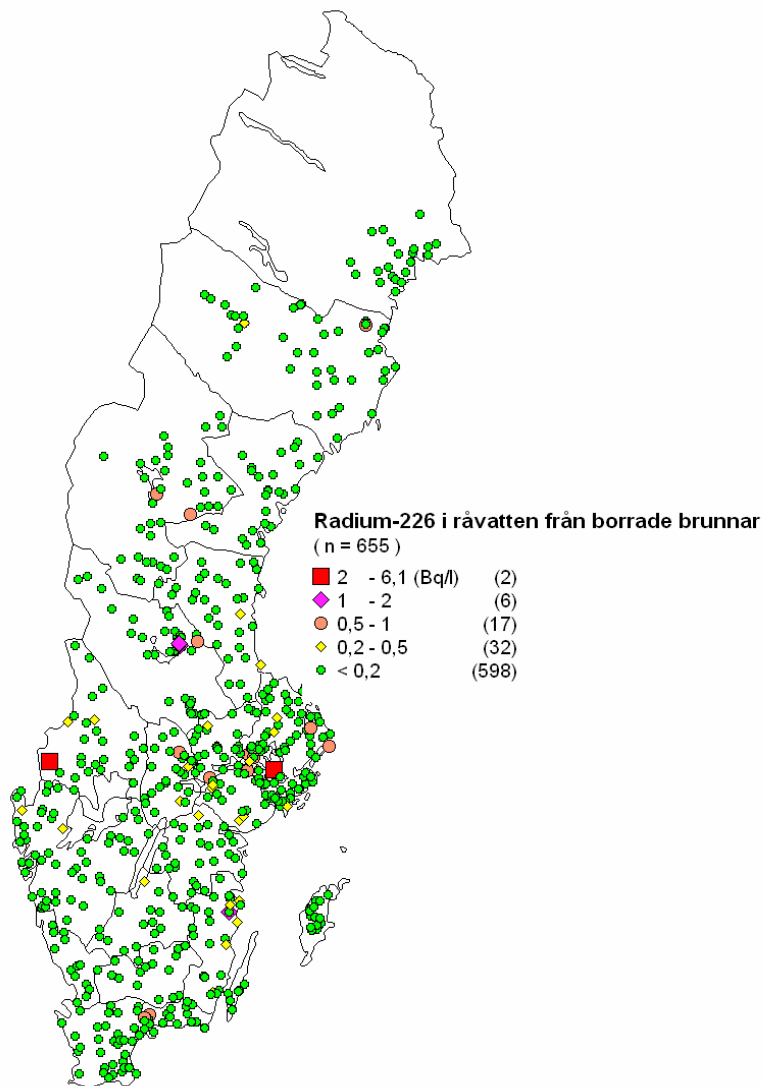 Radium-226 i råvatten från borrade brunnar
( n = 655 )
2 - 6,1 (Bq/l) (2)
1 - 2 (6)
0,5 - 1 (17)
0,2 - 0,5 (32)
< 0,2 (598)